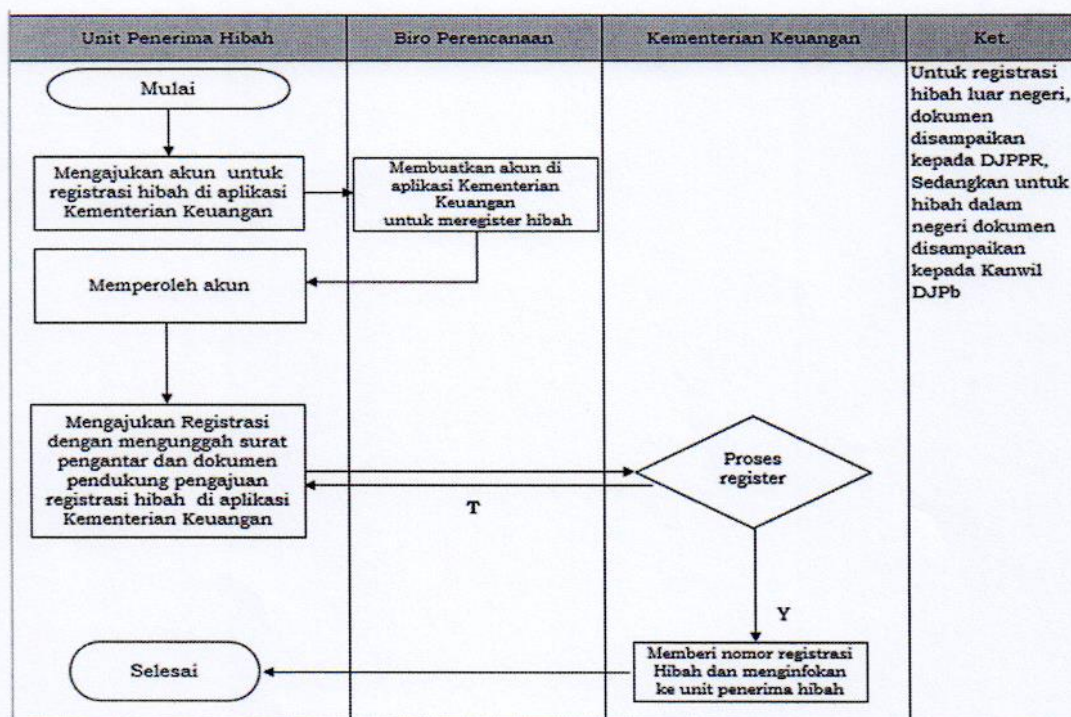 Unit Penerima Hibah
Biro Perencanaan
Kementerian Keuangan
Ket.
Mulai
Mengajukan akun untuk
registrasi hibah di aplikasi
Kementerian Keuangan
Membuatkan akun di
aplikasi Kementerian
Keuangan
untuk meregister hibah
Memperoleh akun
Mengajukan Registrasi
dengan mengunggah surat
pengantar dan dokumen
pendukung pengajuan
registrasi hibah di aplikasi
Kementerian Keuangan
Proses
register
T
Y
Memberi nomor registrasi
Hibah dan menginfokan
ke unit penerima hibah
Selesai
Untuk registrasi
hibah luar negeri,
dokumen
disampaikan
kepada DJPPR,
Sedangkan untuk
hibah dalam
negeri dokumen
disampaikan
kepada Kanwil
DJPb